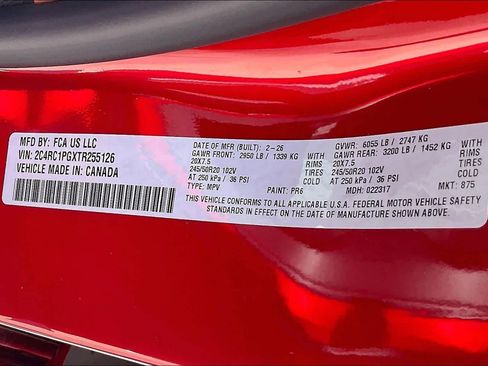 MFD BY: FCA US LLC
VIN: 2C4RC1PGXTR255126
VEHICLE MADE IN: CANADA
DATE OF MFR (BUILT): 2-26
GAWR FRONT: 2950 LB / 1339 KG
20X7.5
245/50R20 102V
AT 250 kPa / 36 PSI
TYPE: MPV
RIMS
TIRES
COLD
PAINT: PR6
GVWR: 6055 LB / 2747 KG
GAWR REAR: 3200 LB / 1452 KG
20X7.5
245/50R20 102V
AT 250 kPa / 36 PSI
MDH: 022317
RIMS
TIRES
COLD
MKT: 875
THIS VEHICLE CONFORMS TO ALL APPLICABLE U.S.A. FEDERAL MOTOR VEHICLE SAFETY
STANDARDS IN EFFECT ON THE DATE OF MANUFACTURE SHOWN ABOVE.